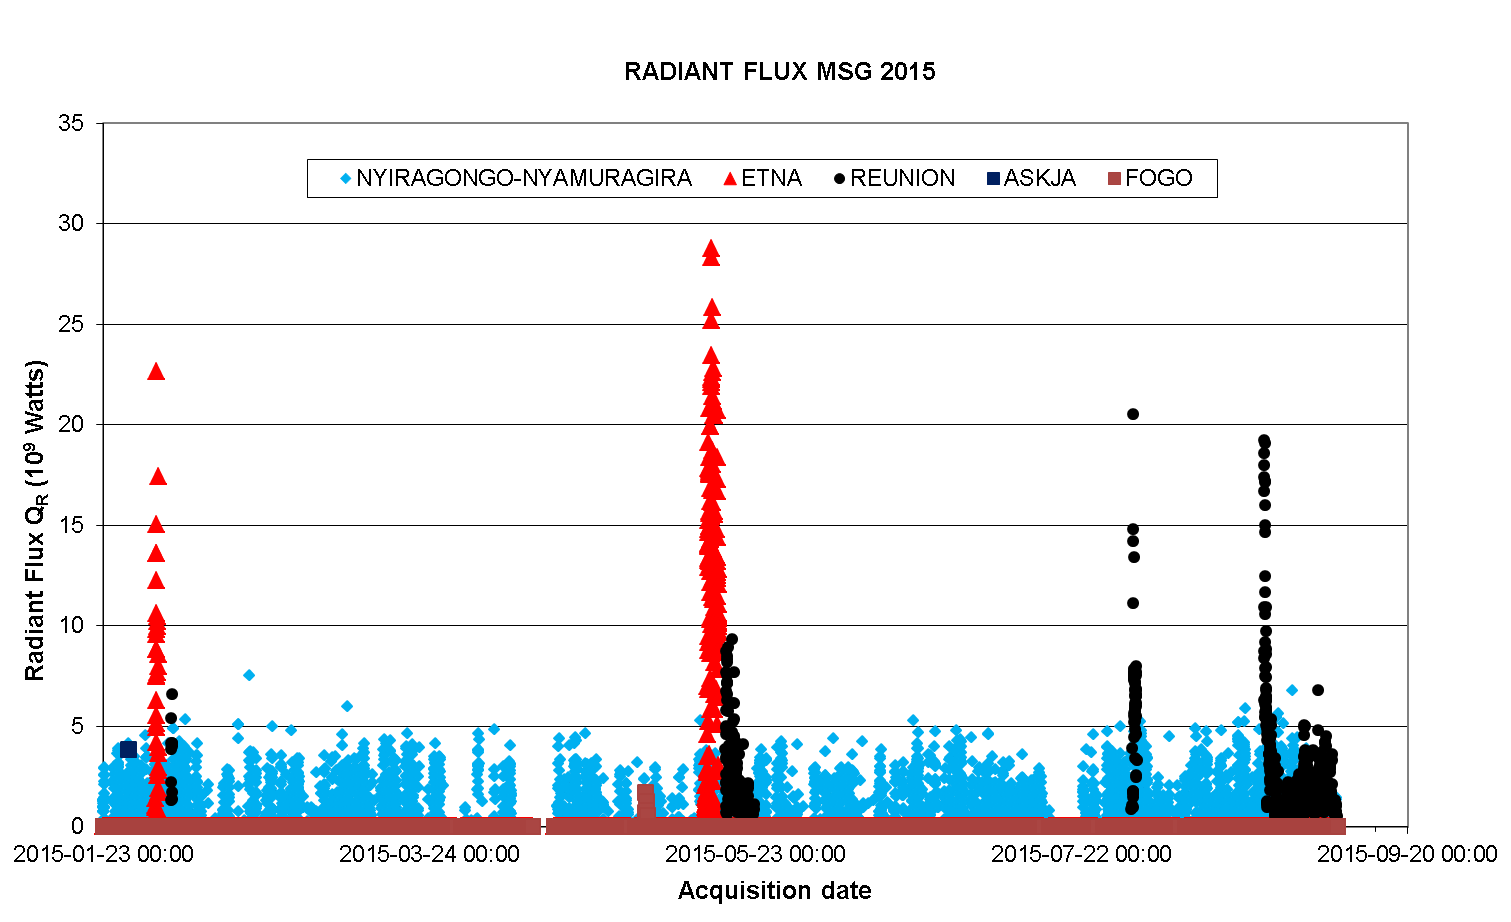 RADIANT FLUX MSG 2015
35
30
25
20
15
10
5
0
NYIRAGONGO-NYAMURAGIRA ETNA REUNION ASKJA FOGO
Radiant Flux QR (10⁹ Watts)
2015-01-23 00:00 2015-03-24 00:00 2015-05-23 00:00 2015-07-22 00:00 2015-09-20 00:00
Acquisition date